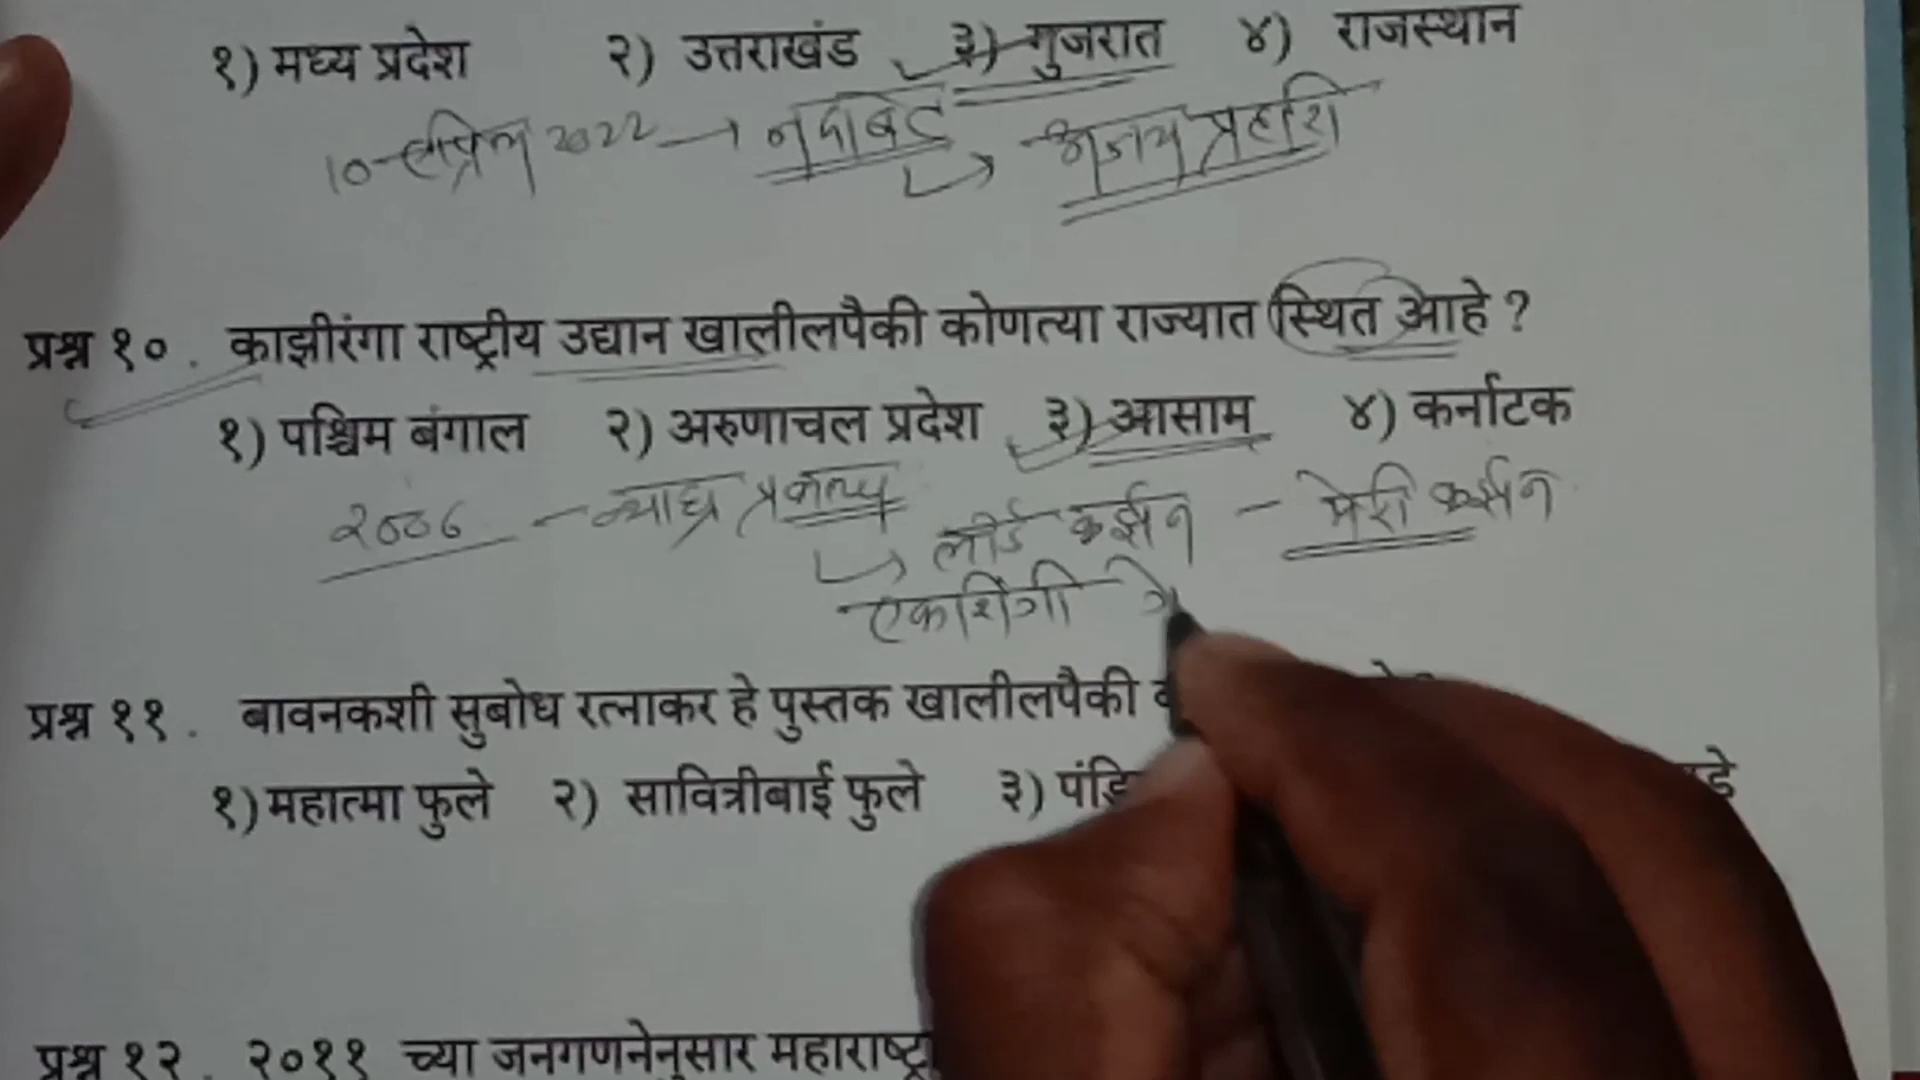 १) मध्य प्रदेश २) उत्तराखंड ३) गुजरात ४) राजस्थान
10 एप्रिल 2022 → नडाबेट
प्रश्न १० . काझीरंगा राष्ट्रीय उद्यान खालीलपैकी कोणत्या राज्यात स्थित आहे ?
१) पश्चिम बंगाल २) अरुणाचल प्रदेश ३) आसाम ४) कर्नाटक
२००६ - व्याघ्र प्रकल्प
↳ लॉर्ड कर्झन - मेरी कर्झन
एकशिंगी
प्रश्न ११ . बावनकशी सुबोध रत्नाकर हे पुस्तक खालीलपैकी
१) महात्मा फुले २) सावित्रीबाई फुले ३)
प्रश्न १२ . २०११ च्या जनगणनेनुसार महाराष्ट्र